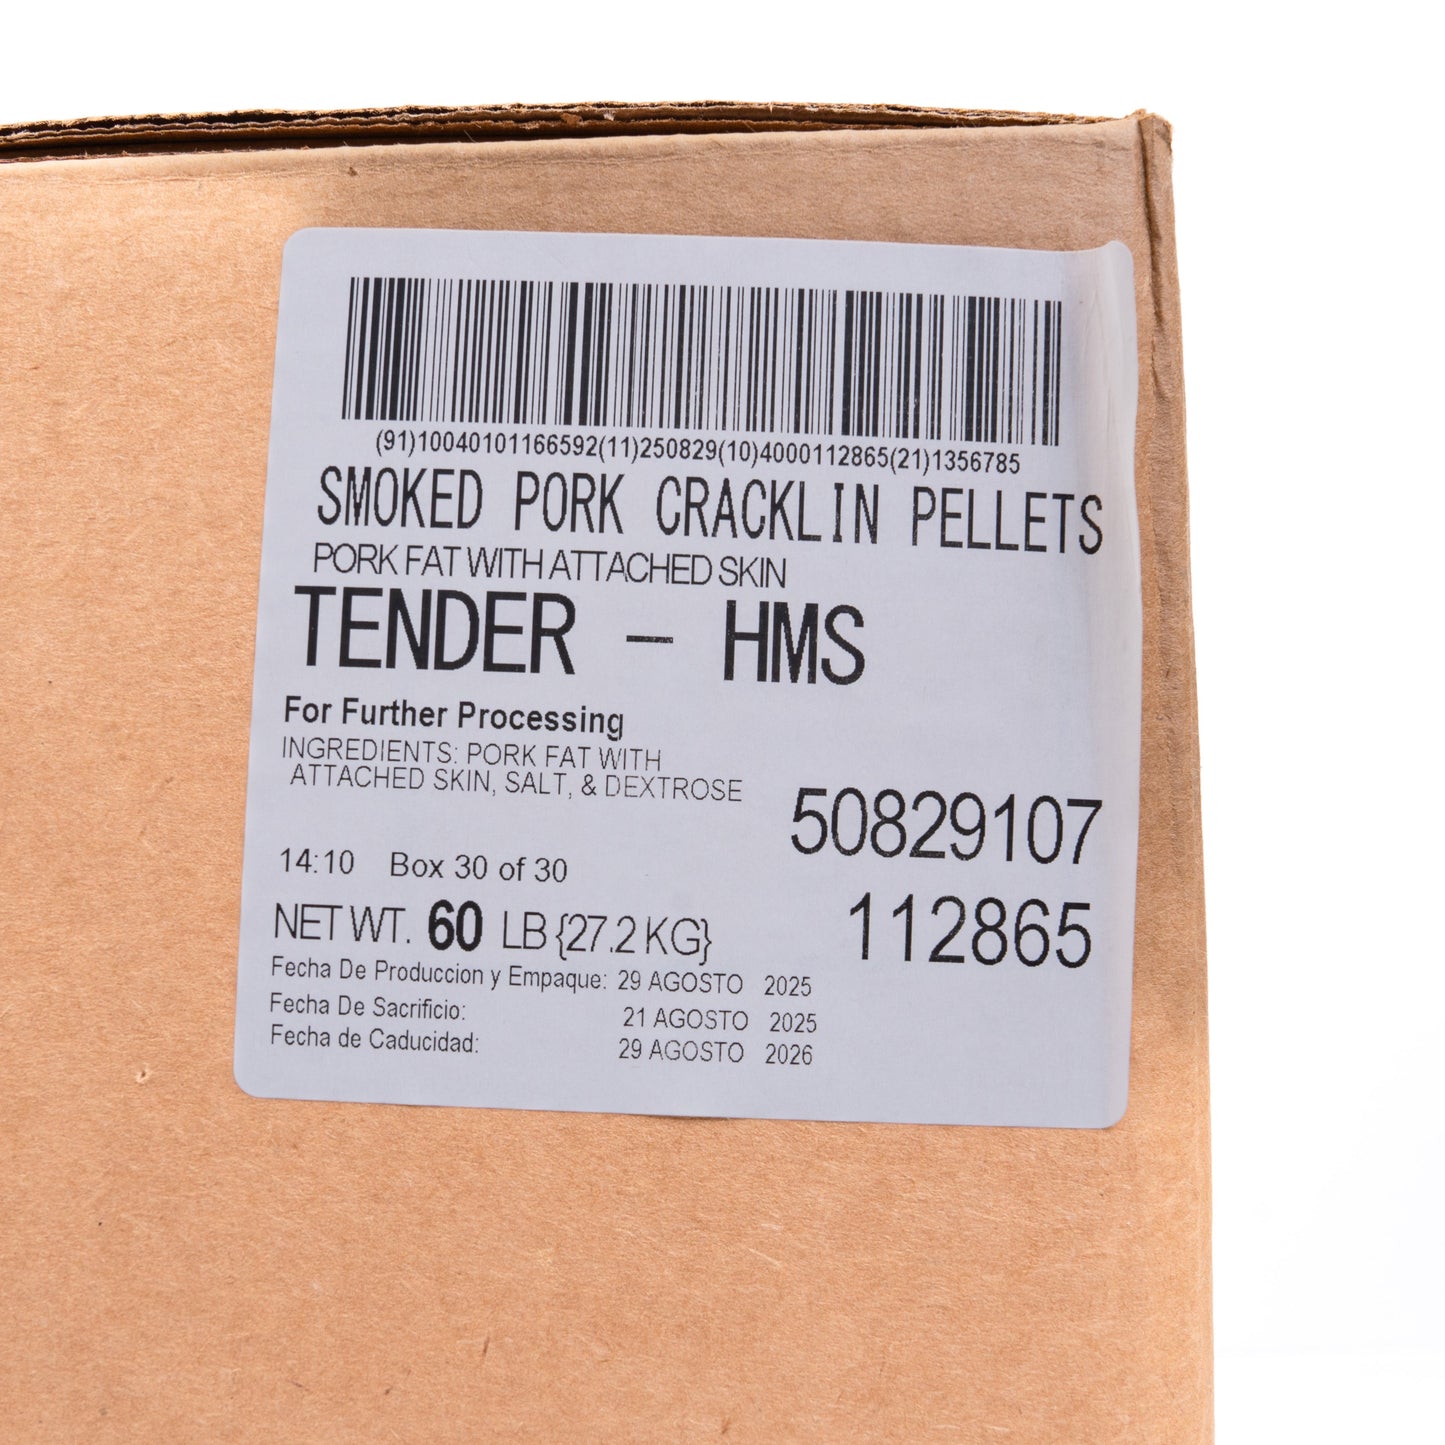 (91)10040101166592(11)250829(10)4000112865(21)1356785
SMOKED PORK CRACKLIN PELLETS
PORK FAT WITH ATTACHED SKIN
TENDER - HMS
For Further Processing
INGREDIENTS: PORK FAT WITH
ATTACHED SKIN, SALT, & DEXTROSE
50829107
14:10 Box 30 of 30
112865
NET WT. 60 LB {27.2 KG}
Fecha De Produccion y Empaque: 29 AGOSTO 2025
Fecha De Sacrificio: 21 AGOSTO 2025
Fecha de Caducidad: 29 AGOSTO 2026